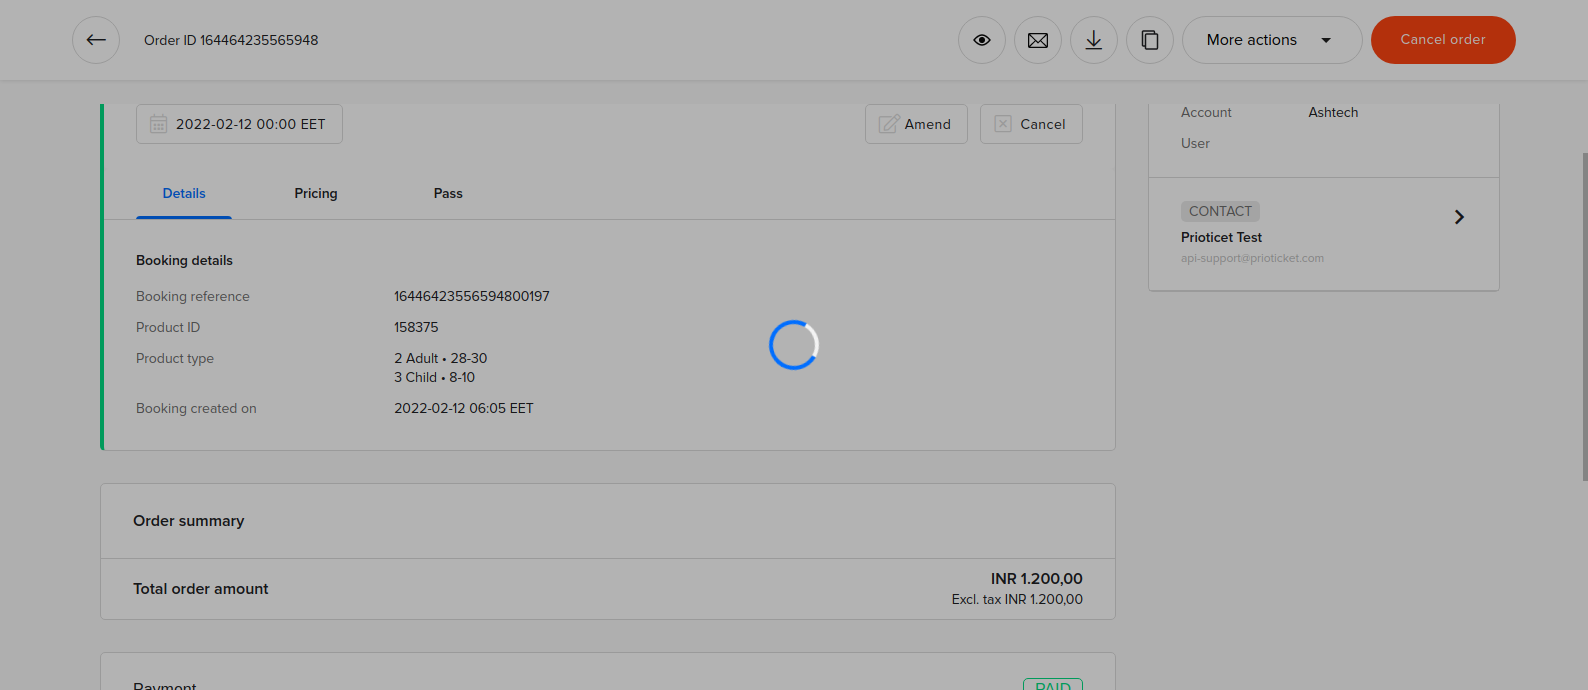 Order ID 164464235565948
More actions
Cancel order
2022-02-12 00:00 EET
Amend
Cancel
Details
Pricing
Pass
Booking details
Booking reference 16446423556594800197
Product ID 158375
Product type 2 Adult • 28-30
3 Child • 8-10
Booking created on 2022-02-12 06:05 EET
Order summary
Total order amount INR 1.200,00
Excl. tax INR 1.200,00
Payment PAID
Account Ashtech
User
CONTACT
Prioticet Test
api-support@prioticket.com